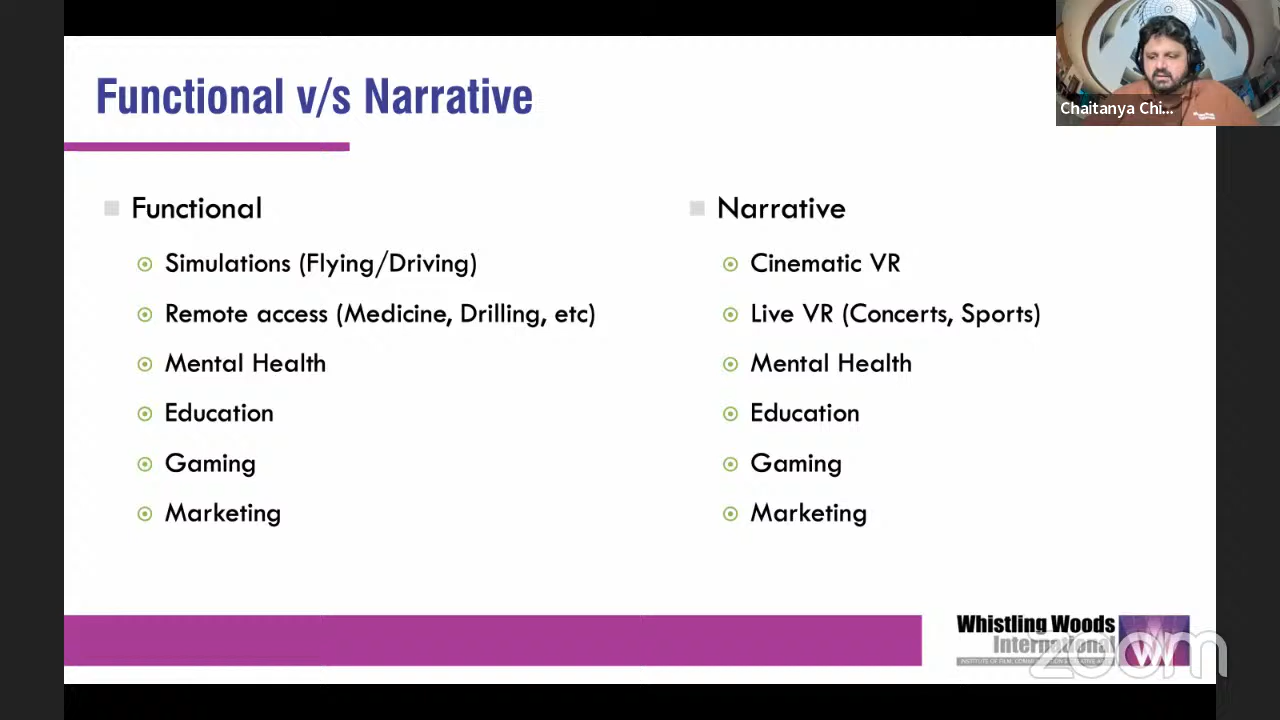 Functional v/s Narrative
Chaitanya Chi...
Functional
Simulations (Flying/Driving)
Remote access (Medicine, Drilling, etc)
Mental Health
Education
Gaming
Marketing
Narrative
Cinematic VR
Live VR (Concerts, Sports)
Mental Health
Education
Gaming
Marketing
Whistling Woods
International
zoom